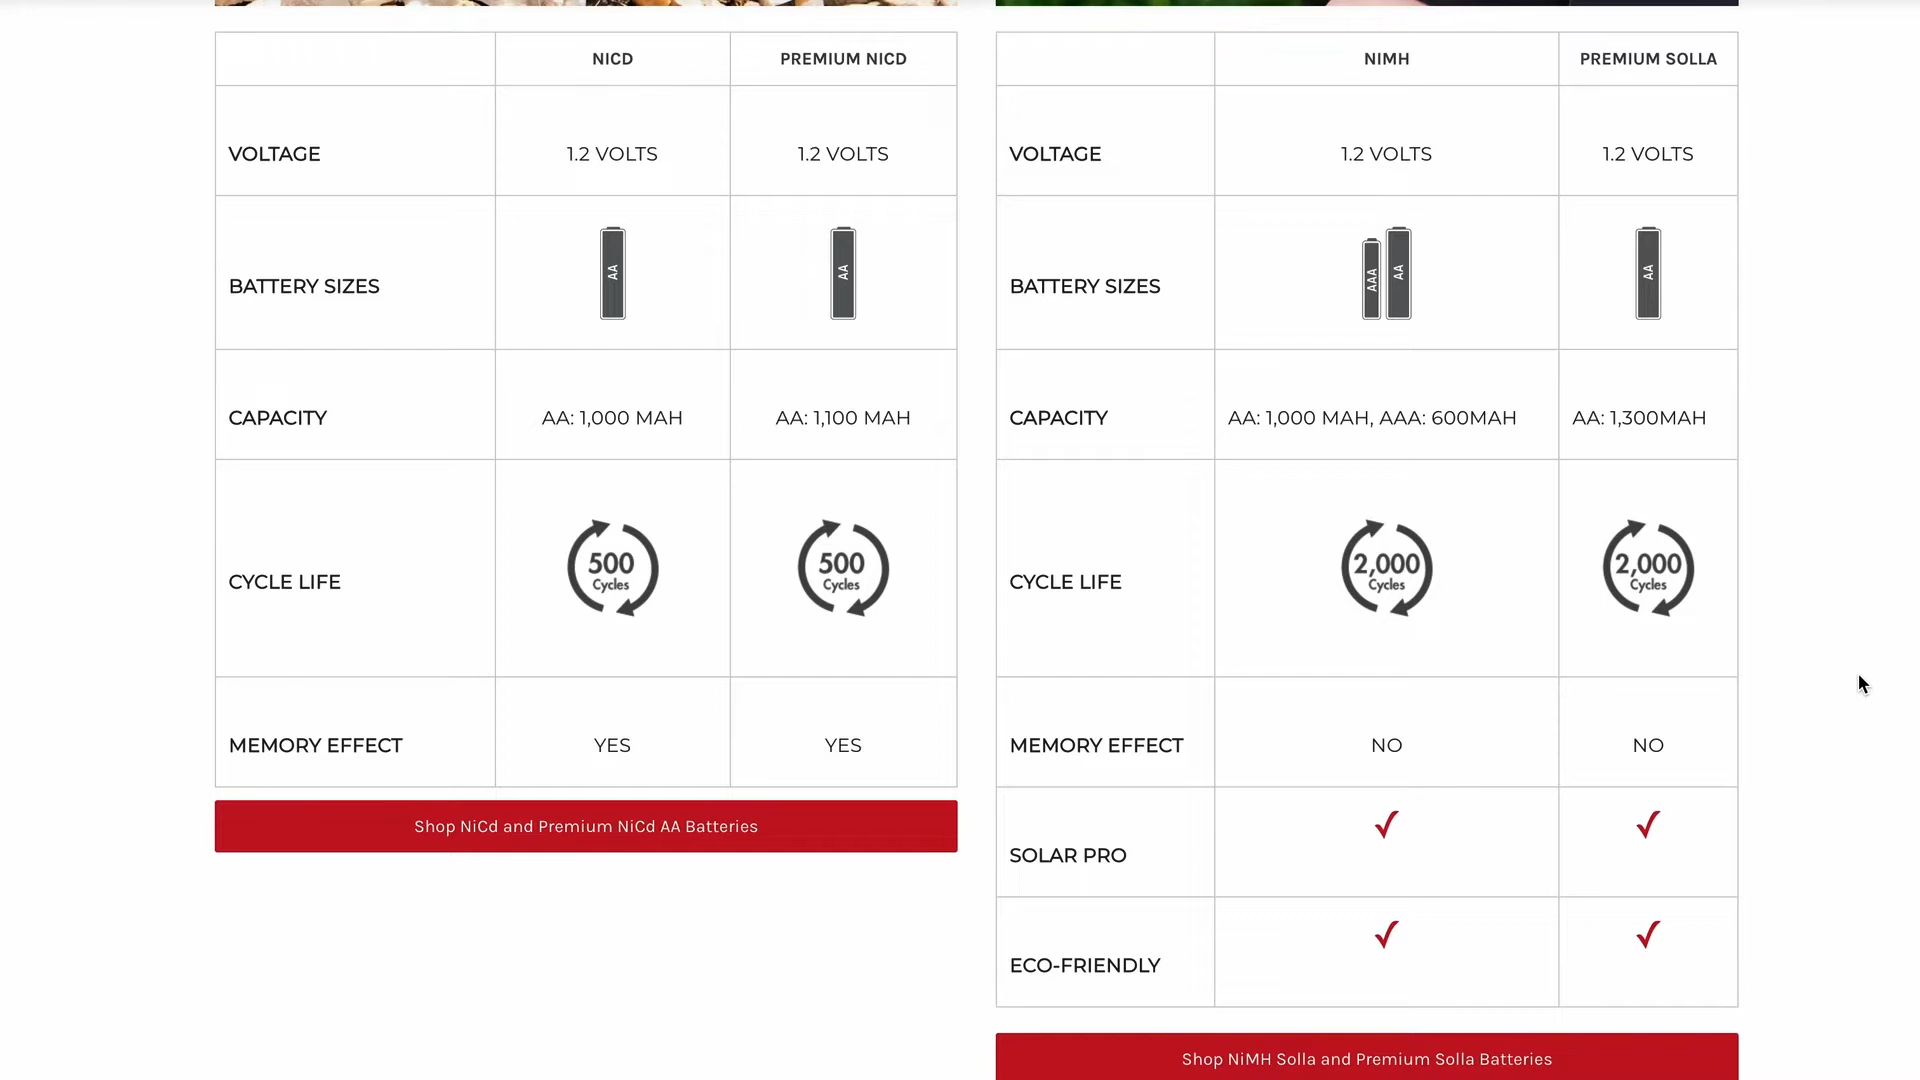 NICD PREMIUM NICD
VOLTAGE 1.2 VOLTS 1.2 VOLTS
BATTERY SIZES AA AA
CAPACITY AA: 1,000 MAH AA: 1,100 MAH
CYCLE LIFE 500 Cycles 500 Cycles
MEMORY EFFECT YES YES
Shop NiCd and Premium NiCd AA Batteries
NIMH PREMIUM SOLLA
VOLTAGE 1.2 VOLTS 1.2 VOLTS
BATTERY SIZES AAA AA AA
CAPACITY AA: 1,000 MAH, AAA: 600MAH AA: 1,300MAH
CYCLE LIFE 2,000 Cycles 2,000 Cycles
MEMORY EFFECT NO NO
SOLAR PRO ✓ ✓
ECO-FRIENDLY ✓ ✓
Shop NiMH Solla and Premium Solla Batteries